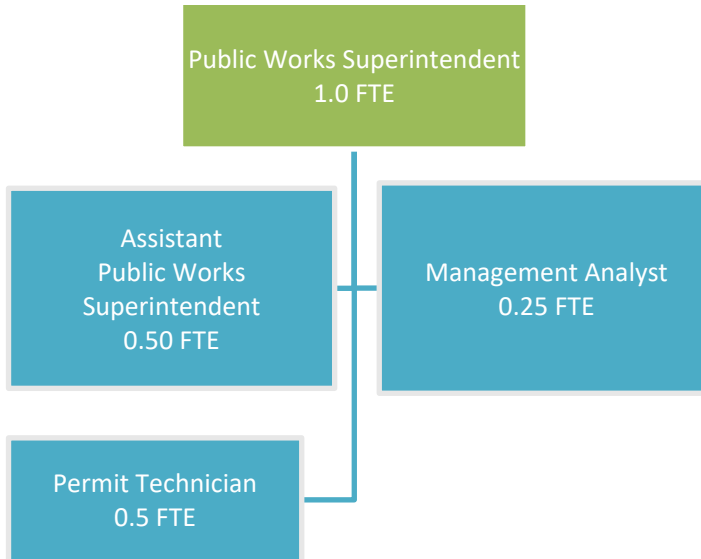 Public Works Superintendent
1.0 FTE
Assistant
Public Works
Superintendent
0.50 FTE
Management Analyst
0.25 FTE
Permit Technician
0.5 FTE